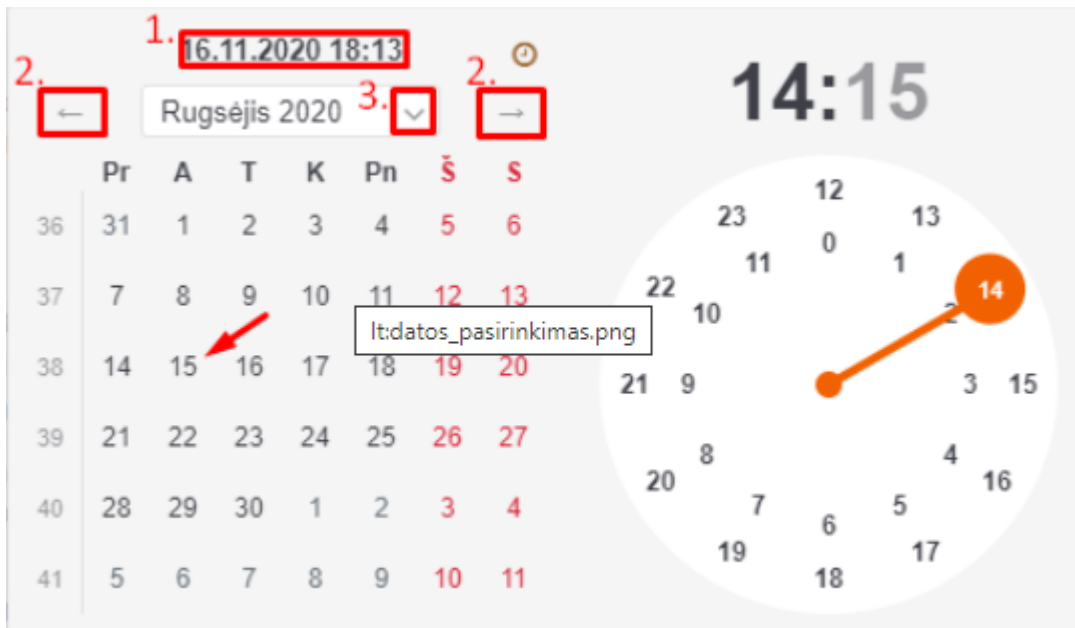 1. 16.11.2020 18:13
2. ← Rugsėjis 2020 3. 2. →
Pr A T K Pn Š S
36 31 1 2 3 4 5 6
37 7 8 9 10 11 12 13
38 14 15 16 17 18 19 20
39 21 22 23 24 25 26 27
40 28 29 30 1 2 3 4
41 5 6 7 8 9 10 11
lt:datos_pasirinkimas.png
14:15
12
23 13
0
11 1
22 14
10 2
21 9 3 15
8 4
20 16
7 5
6
19 17
18